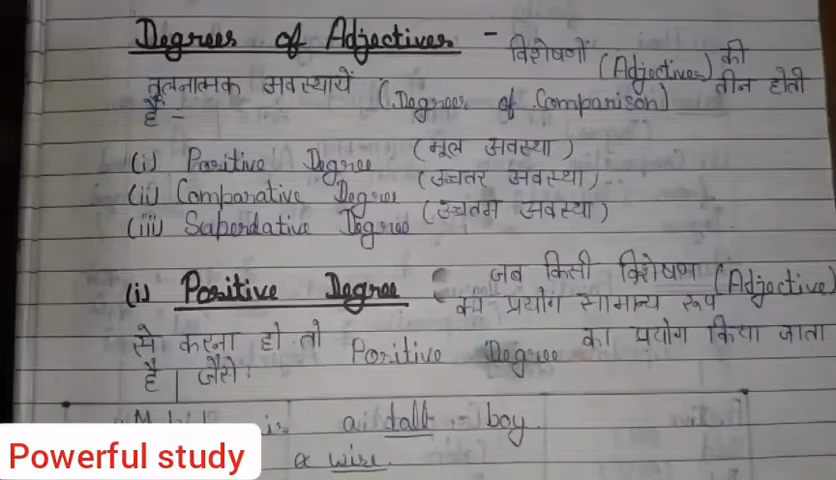 Degrees of Adjectives - विशेषणों (Adjectives) की
तुलनात्मक अवस्थायें (Degrees of Comparison) तीन होती
हैं -
(i) Positive Degree (मूल अवस्था)
(ii) Comparative Degree (उच्चतर अवस्था)
(iii) Superlative Degree (उच्चतम अवस्था)
(i) Positive Degree : जब किसी विशेषण (Adjective)
का प्रयोग सामान्य रूप
से करना हो तो Positive Degree का प्रयोग किया जाता
है। जैसे:
is a tall boy.
a wise
Powerful study